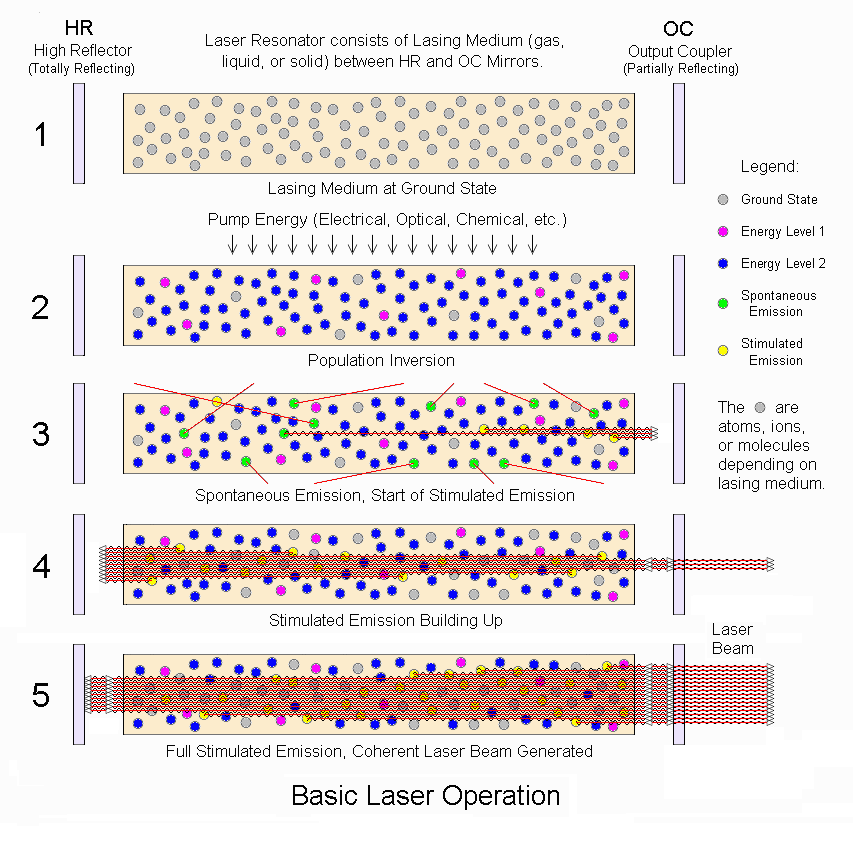 HR
High Reflector
(Totally Reflecting)
Laser Resonator consists of Lasing Medium (gas,
liquid, or solid) between HR and OC Mirrors.
OC
Output Coupler
(Partially Reflecting)
1
Lasing Medium at Ground State
Pump Energy (Electrical, Optical, Chemical, etc.)
2
Population Inversion
3
Spontaneous Emission, Start of Stimulated Emission
4
Stimulated Emission Building Up
5
Full Stimulated Emission, Coherent Laser Beam Generated
Legend:
Ground State
Energy Level 1
Energy Level 2
Spontaneous
Emission
Stimulated
Emission
The are
atoms, ions,
or molecules
depending on
lasing medium.
Laser
Beam
Basic Laser Operation